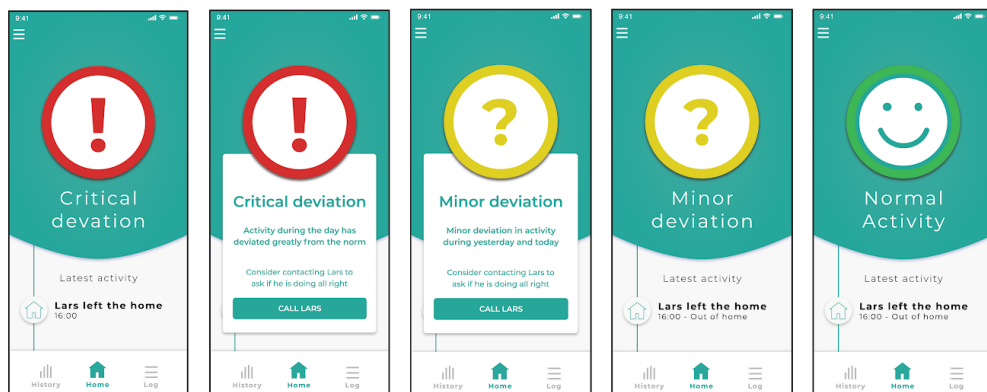 9:41
!
Critical
devation
Latest activity
Lars left the home
16:00
History
Home
Log
9:41
!
Critical deviation
Activity during the day has
deviated greatly from the norm
Consider contacting Lars to
ask if he is doing all right
CALL LARS
History
Home
Log
9:41
?
Minor deviation
Minor deviation in activity
during yesterday and today
Consider contacting Lars to
ask if he is doing all right
CALL LARS
History
Home
Log
9:41
?
Minor
deviation
Latest activity
Lars left the home
16:00 - Out of home
History
Home
Log
9:41
Normal
Activity
Latest activity
Lars left the home
16:00 - Out of home
History
Home
Log